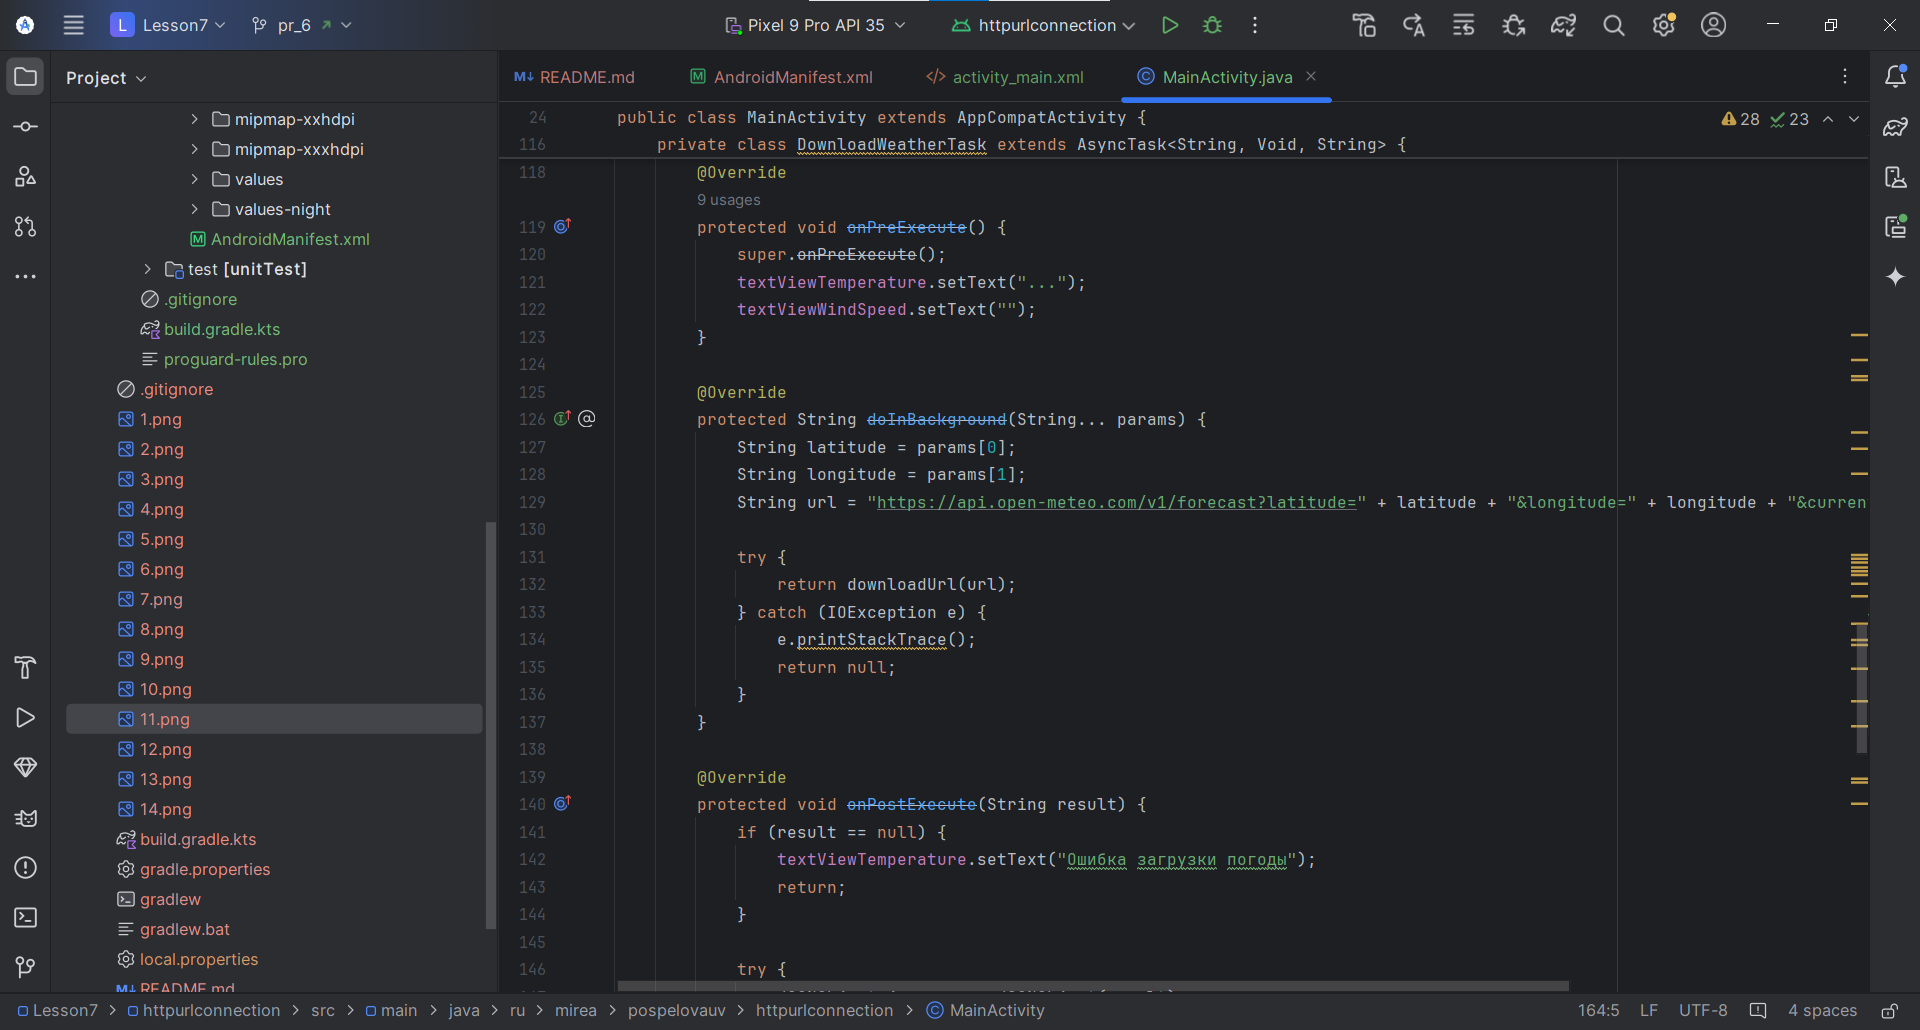 L Lesson7 pr_6 Pixel 9 Pro API 35 httpurlconnection
Project
mipmap-xxhdpi
mipmap-xxxhdpi
values
values-night
AndroidManifest.xml
test [unitTest]
.gitignore
build.gradle.kts
proguard-rules.pro
.gitignore
1.png
2.png
3.png
4.png
5.png
6.png
7.png
8.png
9.png
10.png
11.png
12.png
13.png
14.png
build.gradle.kts
gradle.properties
gradlew
gradlew.bat
local.properties
README.md
README.md AndroidManifest.xml activity_main.xml MainActivity.java
28 23
24 public class MainActivity extends AppCompatActivity {
116 private class DownloadWeatherTask extends AsyncTask<String, Void, String> {
118 @Override
9 usages
119 protected void onPreExecute() {
120 super.onPreExecute();
121 textViewTemperature.setText("...");
122 textViewWindSpeed.setText("");
123 }
124
125 @Override
126 @ protected String doInBackground(String... params) {
127 String latitude = params[0];
128 String longitude = params[1];
129 String url = "https://api.open-meteo.com/v1/forecast?latitude=" + latitude + "&longitude=" + longitude + "&curren
130
131 try {
132 return downloadUrl(url);
133 } catch (IOException e) {
134 e.printStackTrace();
135 return null;
136 }
137 }
138
139 @Override
140 protected void onPostExecute(String result) {
141 if (result == null) {
142 textViewTemperature.setText("Ошибка загрузки погоды");
143 return;
144 }
145
146 try {
Lesson7 > httpurlconnection > src > main > java > ru > mirea > pospelovauv > httpurlconnection > MainActivity
164:5 LF UTF-8 4 spaces